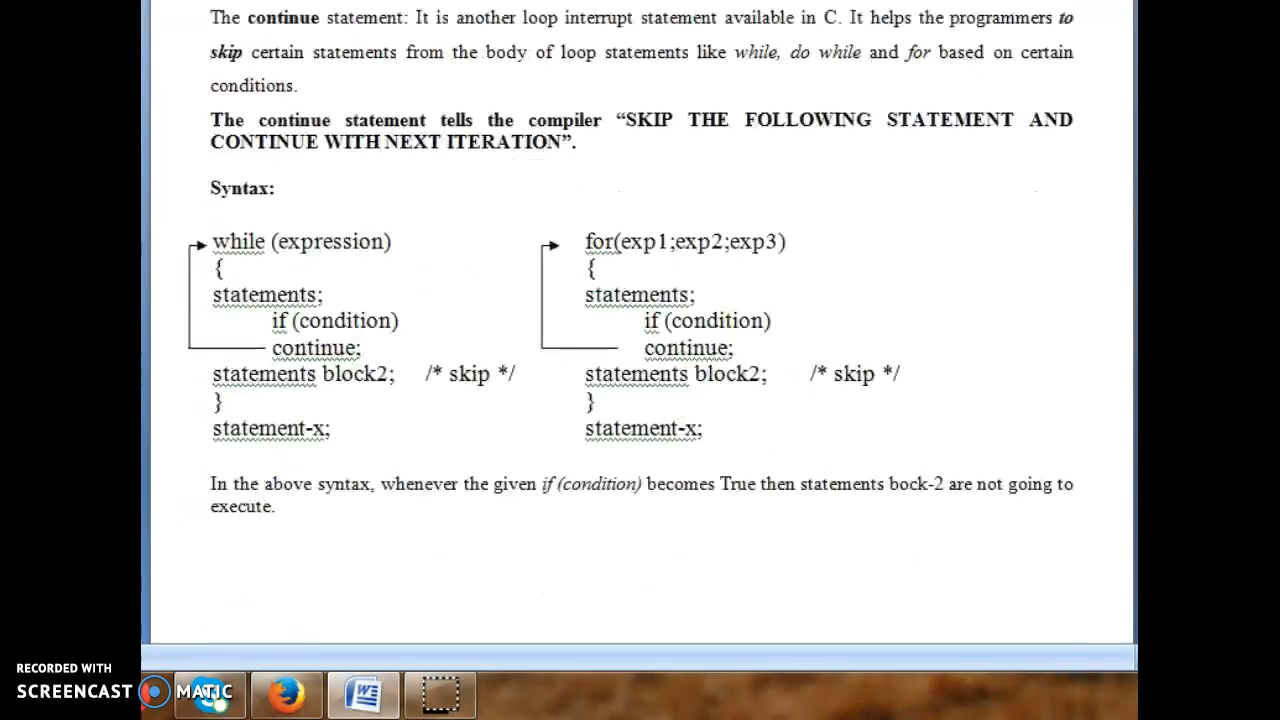 The continue statement: It is another loop interrupt statement available in C. It helps the programmers to
skip certain statements from the body of loop statements like while, do while and for based on certain
conditions.
The continue statement tells the compiler “SKIP THE FOLLOWING STATEMENT AND
CONTINUE WITH NEXT ITERATION”.
Syntax:
while (expression)
{
statements;
if (condition)
continue;
statements block2; /* skip */
}
statement-x;
for(exp1;exp2;exp3)
{
statements;
if (condition)
continue;
statements block2; /* skip */
}
statement-x;
In the above syntax, whenever the given if (condition) becomes True then statements bock-2 are not going to
execute.
RECORDED WITH
SCREENCAST MATIC